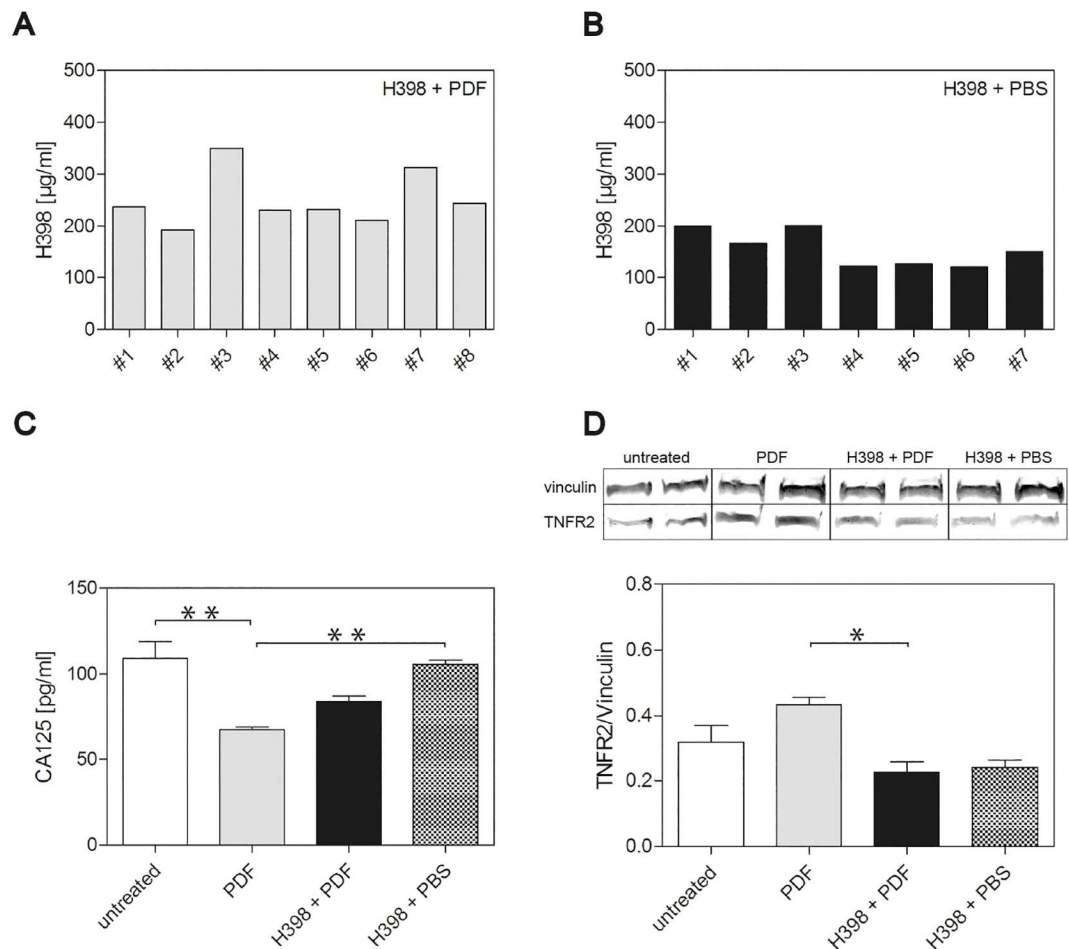 A
H398 + PDF
H398 [µg/ml]
500
400
300
200
100
0
#1 #2 #3 #4 #5 #6 #7 #8
B
H398 + PBS
H398 [µg/ml]
500
400
300
200
100
0
#1 #2 #3 #4 #5 #6 #7
C
CA125 [pg/ml]
150
100
50
0
* *
* *
untreated PDF H398 + PDF H398 + PBS
D
untreated PDF H398 + PDF H398 + PBS
vinculin
TNFR2
TNFR2/Vinculin
0.8
0.6
0.4
0.2
0.0
*
untreated PDF H398 + PDF H398 + PBS